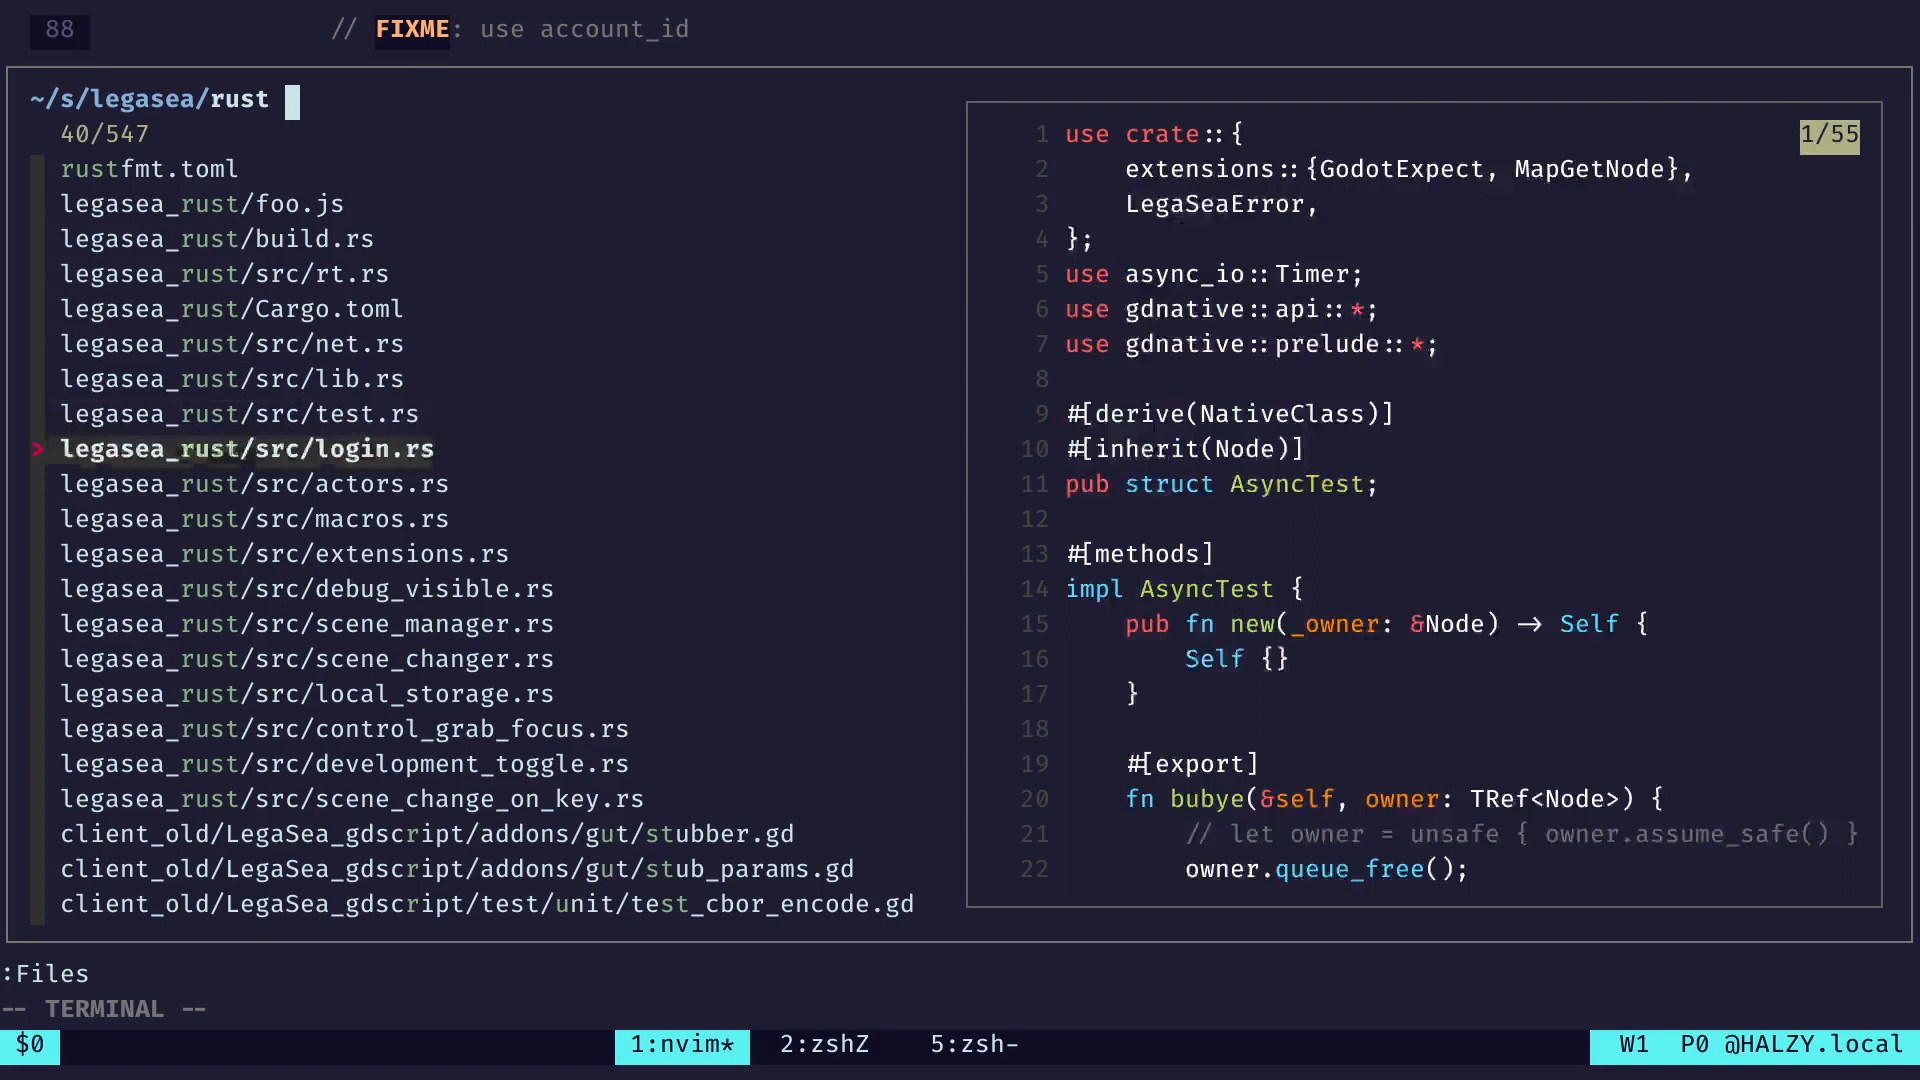 88 // FIXME: use account_id
~/s/legasea/rust
40/547
rustfmt.toml
legasea_rust/foo.js
legasea_rust/build.rs
legasea_rust/src/rt.rs
legasea_rust/Cargo.toml
legasea_rust/src/net.rs
legasea_rust/src/lib.rs
legasea_rust/src/test.rs
> legasea_rust/src/login.rs
legasea_rust/src/actors.rs
legasea_rust/src/macros.rs
legasea_rust/src/extensions.rs
legasea_rust/src/debug_visible.rs
legasea_rust/src/scene_manager.rs
legasea_rust/src/scene_changer.rs
legasea_rust/src/local_storage.rs
legasea_rust/src/control_grab_focus.rs
legasea_rust/src/development_toggle.rs
legasea_rust/src/scene_change_on_key.rs
client_old/LegaSea_gdscript/addons/gut/stubber.gd
client_old/LegaSea_gdscript/addons/gut/stub_params.gd
client_old/LegaSea_gdscript/test/unit/test_cbor_encode.gd
1 use crate::{
1/55
2     extensions::{GodotExpect, MapGetNode},
3     LegaSeaError,
4 };
5 use async_io::Timer;
6 use gdnative::api::*;
7 use gdnative::prelude::*;
8
9 #[derive(NativeClass)]
10 #[inherit(Node)]
11 pub struct AsyncTest;
12
13 #[methods]
14 impl AsyncTest {
15     pub fn new(_owner: &Node) -> Self {
16         Self {}
17     }
18
19     #[export]
20     fn bubye(&self, owner: TRef<Node>) {
21         // let owner = unsafe { owner.assume_safe() }
22         owner.queue_free();
:Files
-- TERMINAL --
$0 1:nvim* 2:zshZ 5:zsh- W1 P0 @HALZY.local